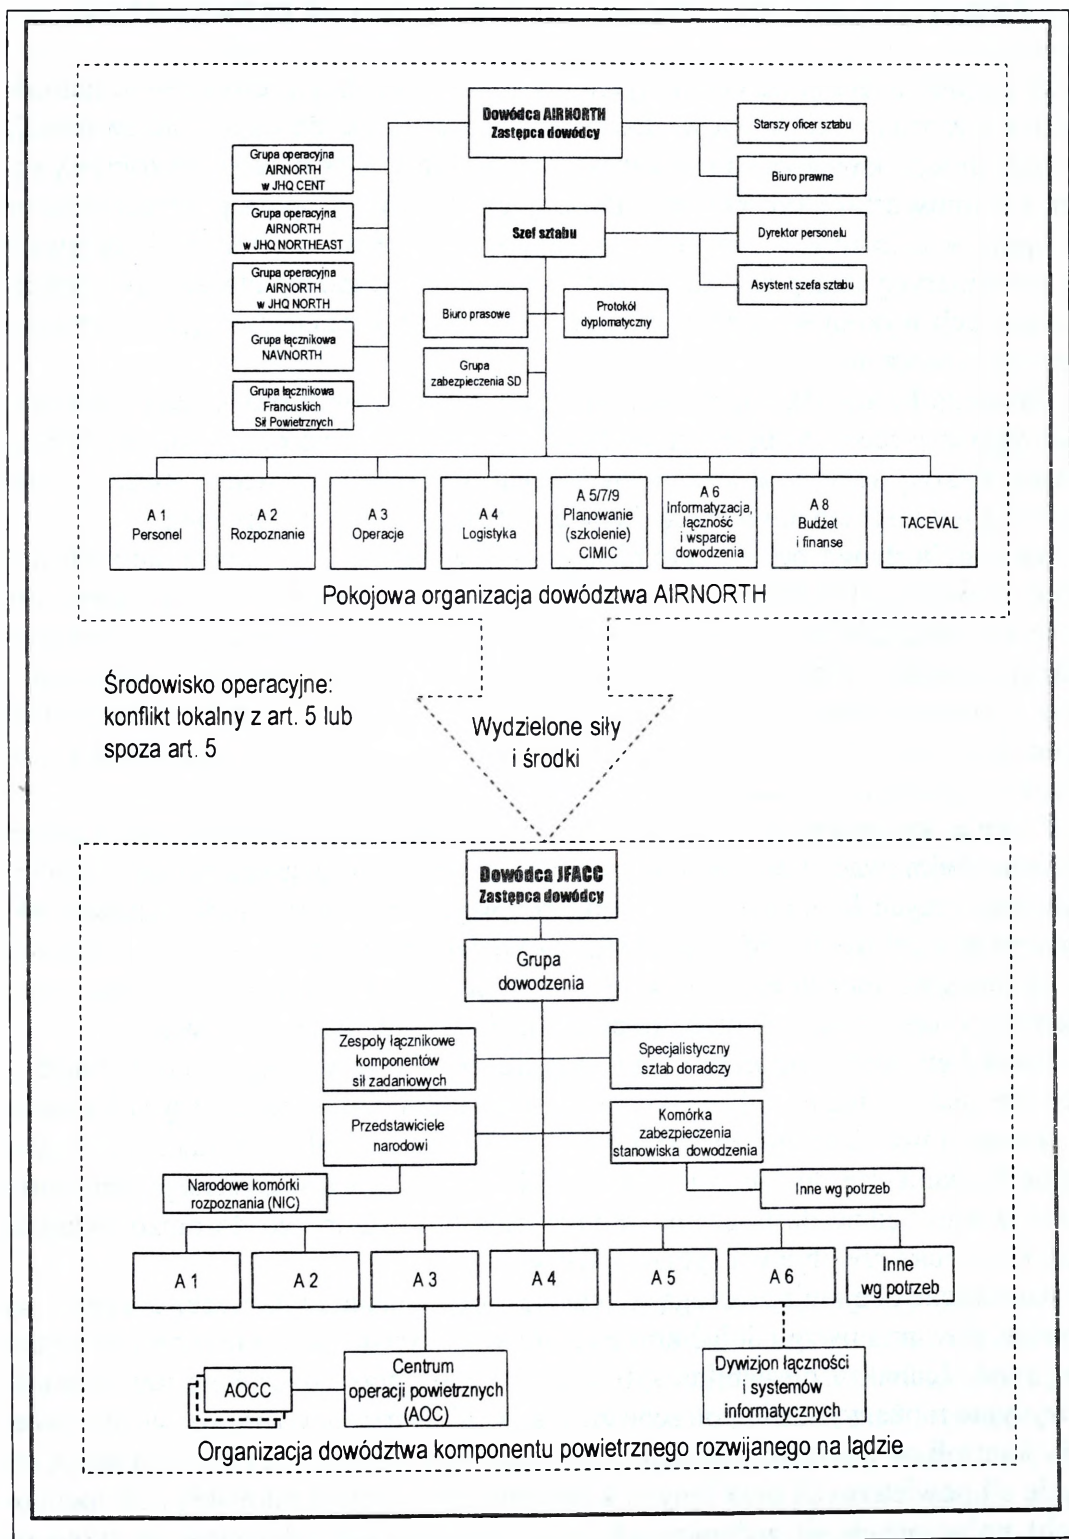 Dowódca AIRNORTH
Zastępca dowódcy
Starszy oficer sztabu
Biuro prawne
Grupa operacyjna
AIRNORTH
w JHQ CENT
Grupa operacyjna
AIRNORTH
w JHQ NORTHEAST
Grupa operacyjna
AIRNORTH
w JHQ NORTH
Grupa łącznikowa
NAVNORTH
Grupa łącznikowa
Francuskich
Sił Powietrznych
Szef sztabu
Dyrektor personelu
Asystent szefa sztabu
Biuro prasowe
Protokół
dyplomatyczny
Grupa
zabezpieczenia SD
A 1
Personel
A 2
Rozpoznanie
A 3
Operacje
A 4
Logistyka
A 5/7/9
Planowanie
(szkolenie)
CIMIC
A 6
Informatyzacja,
łączność
i wsparcie
dowodzenia
A 8
Budżet
i finanse
TACEVAL
Pokojowa organizacja dowództwa AIRNORTH
Środowisko operacyjne:
konflikt lokalny z art. 5 lub
spoza art. 5
Wydzielone siły
i środki
Dowódca JFACC
Zastępca dowódcy
Grupa
dowodzenia
Zespoły łącznikowe
komponentów
sił zadaniowych
Specjalistyczny
sztab doradczy
Przedstawiciele
narodowi
Komórka
zabezpieczenia
stanowiska dowodzenia
Narodowe komórki
rozpoznania (NIC)
Inne wg potrzeb
A 1
A 2
A 3
A 4
A 5
A 6
Inne
wg potrzeb
AOCC
Centrum
operacji powietrznych
(AOC)
Dywizjon łączności
i systemów
informatycznych
Organizacja dowództwa komponentu powietrznego rozwijanego na lądzie